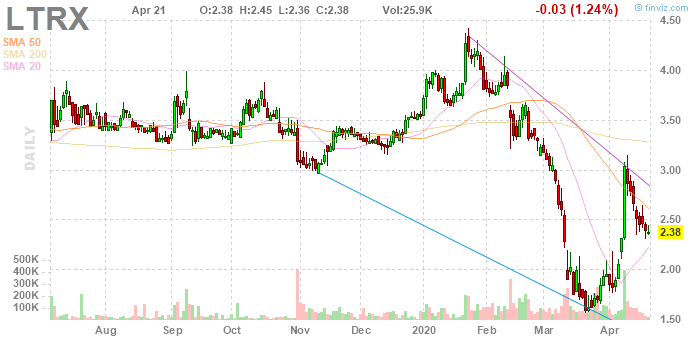 LTRX Apr 21 O:2.38 H:2.45 L:2.36 C:2.38 Vol:25.9K -0.03 (1.24%) © finviz.com
SMA 50
SMA 200
SMA 20
DAILY
4.50
4.00
3.50
3.00
2.50
2.38
2.00
1.50
500K
400K
300K
200K
100K
Aug Sep Oct Nov Dec 2020 Feb Mar Apr